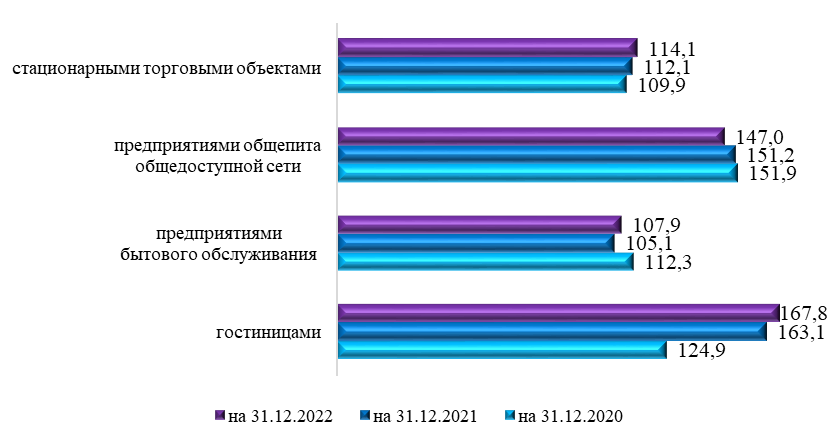 114,1
стационарными торговыми объектами
112,1
109,9
147,0
предприятиями общепита
общедоступной сети
151,2
151,9
107,9
предприятиями
бытового обслуживания
105,1
112,3
167,8
гостиницами
163,1
124,9
на 31.12.2022
на 31.12.2021
на 31.12.2020